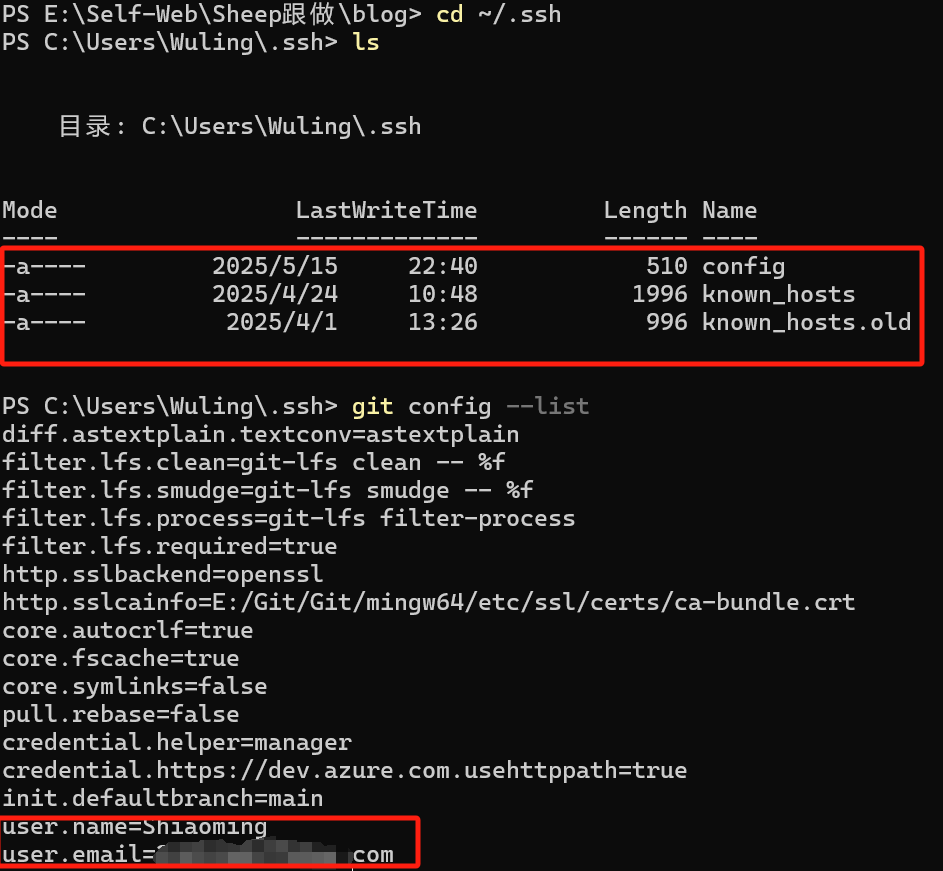 PS E:\Self-Web\Sheep跟做\blog> cd ~/.ssh
PS C:\Users\Wuling\.ssh> ls
目录: C:\Users\Wuling\.ssh
Mode LastWriteTime Length Name
---- ------------- ------ ----
-a---- 2025/5/15 22:40 510 config
-a---- 2025/4/24 10:48 1996 known_hosts
-a---- 2025/4/1 13:26 996 known_hosts.old
PS C:\Users\Wuling\.ssh> git config --list
diff.astextplain.textconv=astextplain
filter.lfs.clean=git-lfs clean -- %f
filter.lfs.smudge=git-lfs smudge -- %f
filter.lfs.process=git-lfs filter-process
filter.lfs.required=true
http.sslbackend=openssl
http.sslcainfo=E:/Git/Git/mingw64/etc/ssl/certs/ca-bundle.crt
core.autocrlf=true
core.fscache=true
core.symlinks=false
pull.rebase=false
credential.helper=manager
credential.https://dev.azure.com.usehttppath=true
init.defaultbranch=main
user.name=Shiaoming
user.email= com